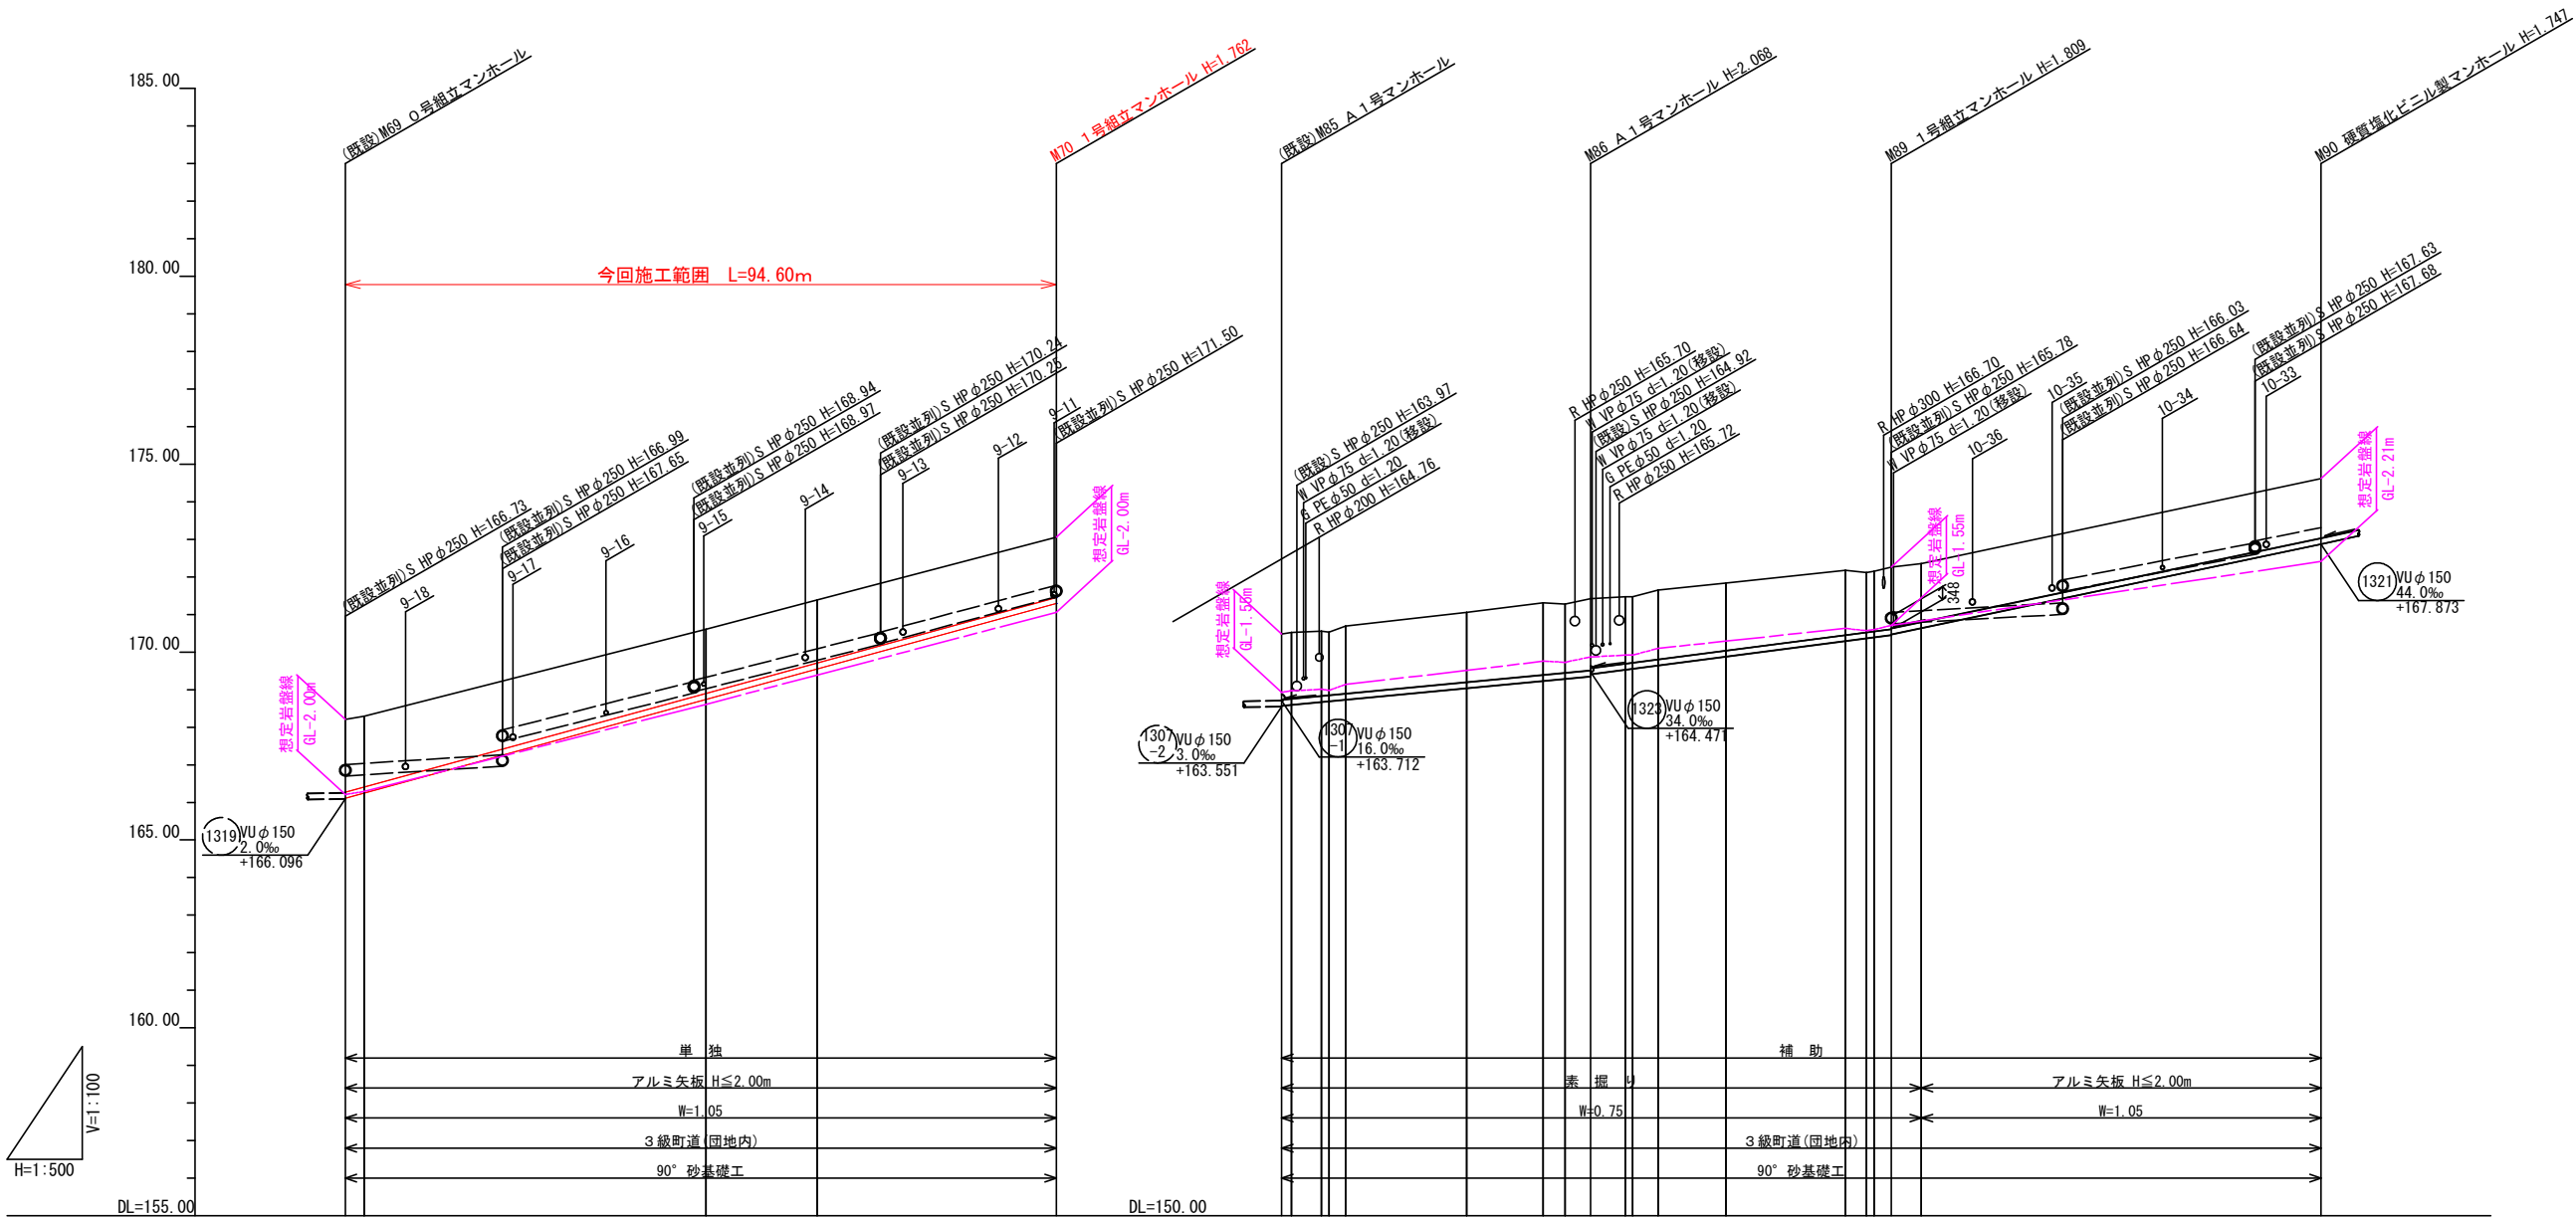 185.00
180.00
175.00
170.00
165.00
160.00
DL=155.00
V=1:100
H=1:500
(既設)M69 0号組立マンホール
M70 1号組立マンホール H=1.762
今回施工範囲 L=94.60m
(既設並列)S HPφ250 H=166.73
9-18
(既設並列)S HPφ250 H=166.99
(既設並列)S HPφ250 H=167.65
9-17
9-16
(既設並列)S HPφ250 H=168.94
(既設並列)S HPφ250 H=168.97
9-15
9-14
(既設並列)S HPφ250 H=170.24
(既設並列)S HPφ250 H=170.25
9-13
9-12
9-11
(既設並列)S HPφ250 H=171.50
想定岩盤線
GL-2.00m
想定岩盤線
GL-2.00m
1319
VUφ150
2.0‰
+166.096
単 独
アルミ矢板 H≦2.00m
W=1.05
3級町道(団地内)
90° 砂基礎工
DL=150.00
(既設)M85 A1号マンホール
M86 A1号マンホール H=2.068
M89 1号組立マンホール H=1.809
M90 硬質塩化ビニル製マンホール H=1.747
(既設)S HPφ250 H=163.97
W VPφ75 d=1.20(移設)
G PEφ50 d=1.20
R HPφ200 H=164.76
R HPφ250 H=165.70
W VPφ75 d=1.20(移設)
(既設)S HPφ250 H=164.92
W VPφ75 d=1.20(移設)
G PEφ50 d=1.20
R HPφ250 H=165.72
R HPφ300 H=166.70
(既設並列)S HPφ250 H=165.78
W VPφ75 d=1.20(移設)
10-36
10-35
(既設並列)S HPφ250 H=166.03
(既設並列)S HPφ250 H=166.64
10-34
(既設並列)S HPφ250 H=167.63
(既設並列)S HPφ250 H=167.68
10-33
想定岩盤線
GL-1.55m
想定岩盤線
GL-1.55m
348
想定岩盤線
GL-2.21m
1307
-2
VUφ150
3.0‰
+163.551
1307
-1
VUφ150
16.0‰
+163.712
1323
VUφ150
34.0‰
+164.471
1321
VUφ150
44.0‰
+167.873
補 助
素 掘 り
アルミ矢板 H≦2.00m
W=0.75
W=1.05
3級町道(団地内)
90° 砂基礎工